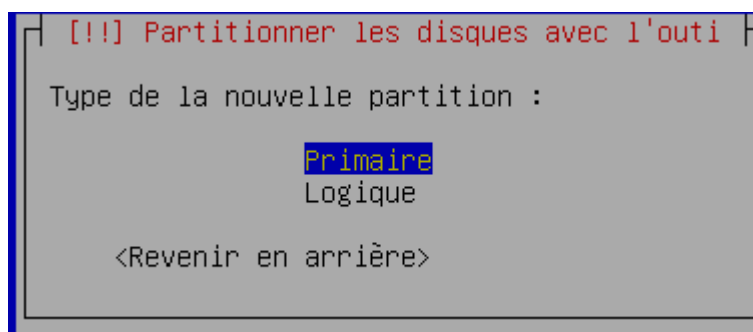 [!!] Partitionner les disques avec l'outi
Type de la nouvelle partition :
Primaire
Logique
<Revenir en arrière>